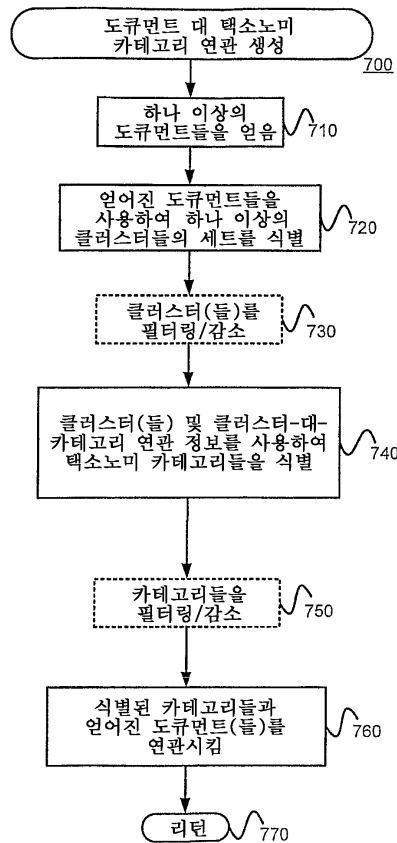 도큐먼트 대 택소노미
카테고리 연관 생성
700
하나 이상의
도큐먼트들을 얻음
710
얻어진 도큐먼트들을
사용하여 하나 이상의
클러스터들의 세트를 식별
720
클러스터(들)를
필터링/감소
730
클러스터(들) 및 클러스터-대-
카테고리 연관 정보를 사용하여
택소노미 카테고리들을 식별
740
카테고리들을
필터링/감소
750
식별된 카테고리들과
얻어진 도큐먼트(들)를
연관시킴
760
리턴
770